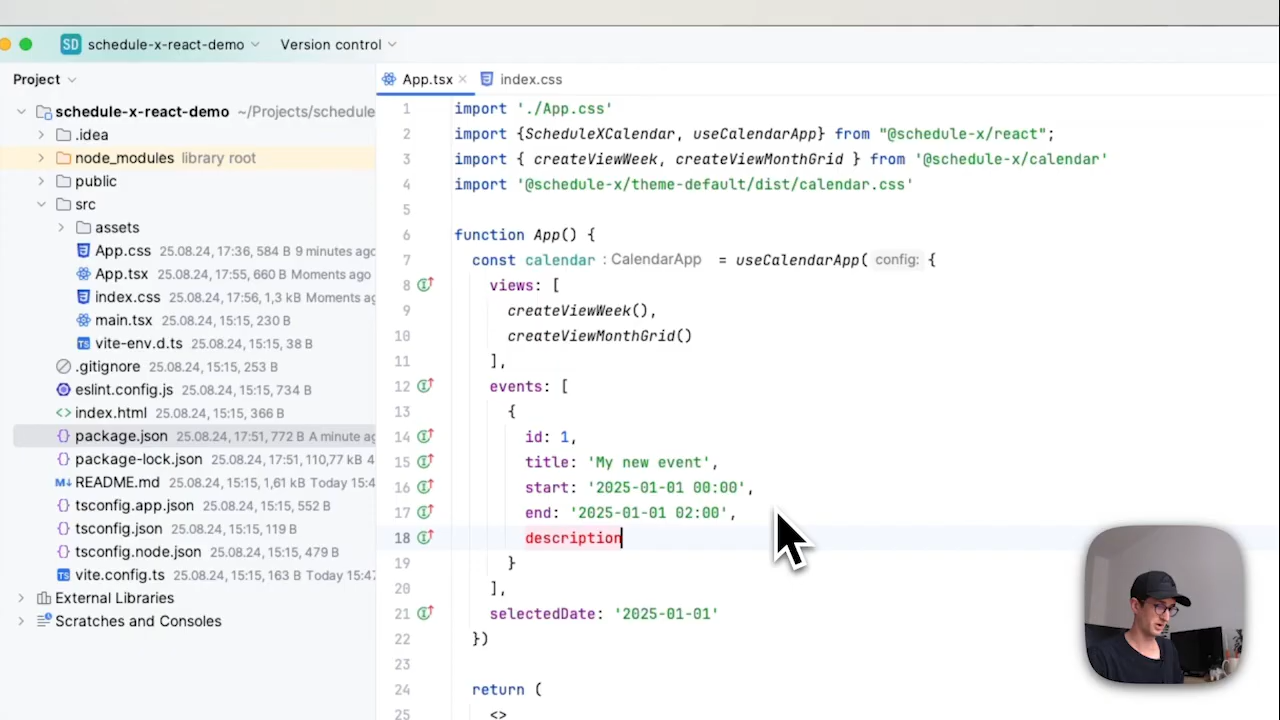 SD schedule-x-react-demo Version control
Project
App.tsx index.css
schedule-x-react-demo ~/Projects/schedule
.idea
node_modules library root
public
src
assets
App.css 25.08.24, 17:36, 584 B 9 minutes ago
App.tsx 25.08.24, 17:55, 660 B Moments ago
index.css 25.08.24, 17:56, 1,3 kB Moments ag
main.tsx 25.08.24, 15:15, 230 B
TS vite-env.d.ts 25.08.24, 15:15, 38 B
.gitignore 25.08.24, 15:15, 253 B
eslint.config.js 25.08.24, 15:15, 734 B
index.html 25.08.24, 15:15, 366 B
package.json 25.08.24, 17:51, 772 B A minute ag
package-lock.json 25.08.24, 17:51, 110,77 kB 4
M↓ README.md 25.08.24, 15:15, 1,61 kB Today 15:4
tsconfig.app.json 25.08.24, 15:15, 552 B
tsconfig.json 25.08.24, 15:15, 119 B
tsconfig.node.json 25.08.24, 15:15, 479 B
TS vite.config.ts 25.08.24, 15:15, 163 B Today 15:47
External Libraries
Scratches and Consoles
1 import './App.css'
2 import {ScheduleXCalendar, useCalendarApp} from "@schedule-x/react";
3 import { createViewWeek, createViewMonthGrid } from '@schedule-x/calendar'
4 import '@schedule-x/theme-default/dist/calendar.css'
5
6 function App() {
7 const calendar : CalendarApp = useCalendarApp( config: {
8 views: [
9 createViewWeek(),
10 createViewMonthGrid()
11 ],
12 events: [
13 {
14 id: 1,
15 title: 'My new event',
16 start: '2025-01-01 00:00',
17 end: '2025-01-01 02:00',
18 description
19 }
20 ],
21 selectedDate: '2025-01-01'
22 })
23
24 return (
25 <>